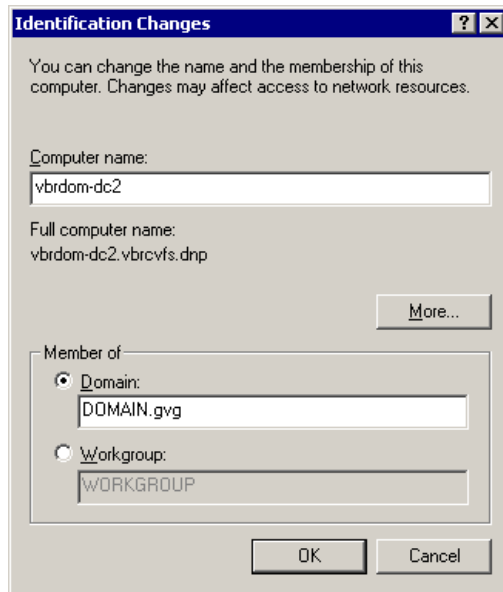 Identification Changes
You can change the name and the membership of this
computer. Changes may affect access to network resources.
Computer name:
vbrdom-dc2
Full computer name:
vbrdom-dc2.vbrcvfs.dnp
More...
Member of
Domain:
DOMAIN.gvg
Workgroup:
WORKGROUP
OK Cancel